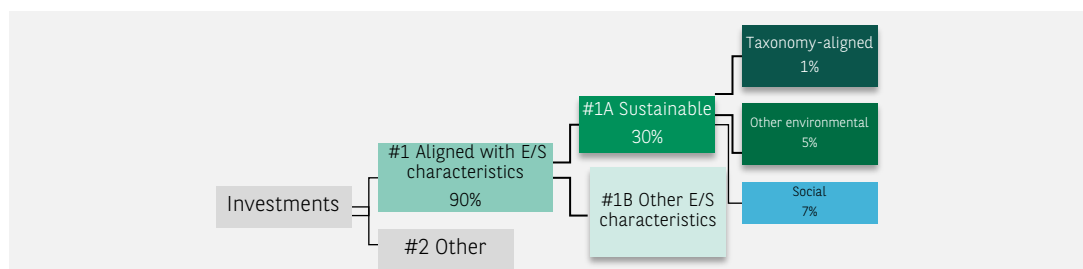 Investments
#1 Aligned with E/S
characteristics
90%
#2 Other
#1A Sustainable
30%
#1B Other E/S
characteristics
Taxonomy-aligned
1%
Other environmental
5%
Social
7%